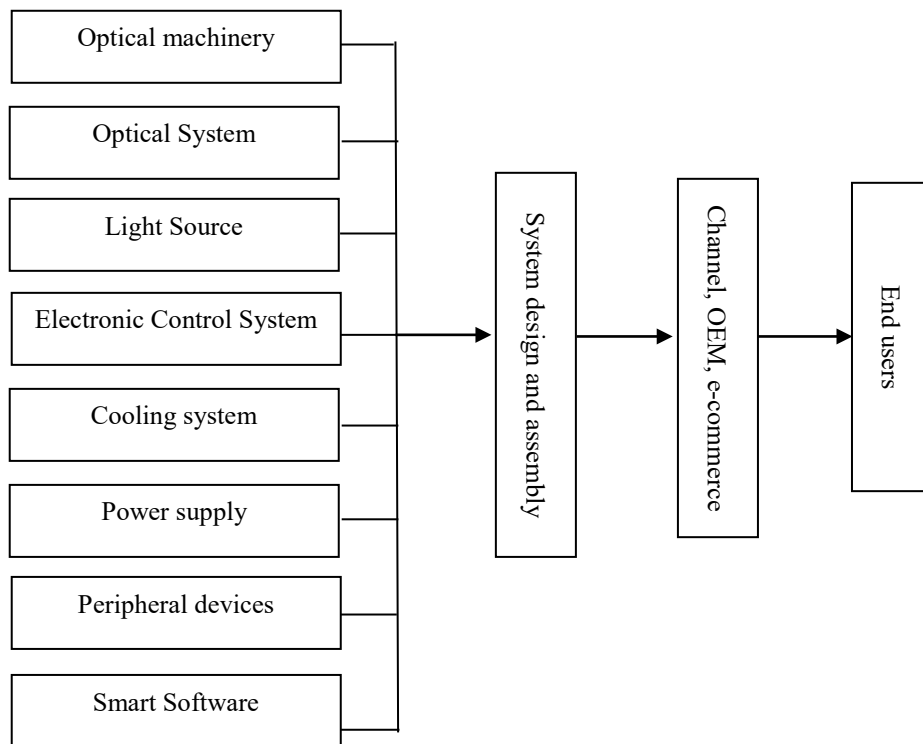 Optical machinery
Optical System
Light Source
Electronic Control System
Cooling system
Power supply
Peripheral devices
Smart Software
System design and assembly
Channel, OEM, e-commerce
End users